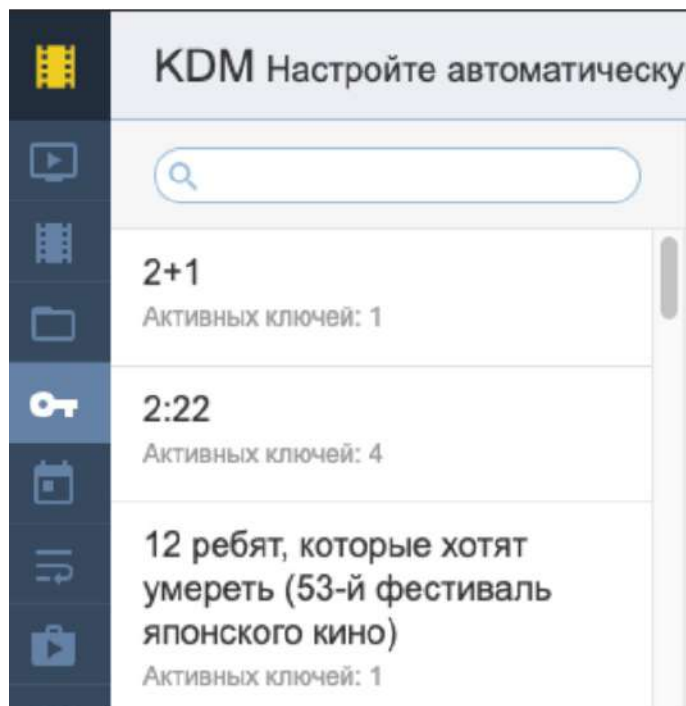 KDM Настройте автоматическу
2+1
Активных ключей: 1
2:22
Активных ключей: 4
12 ребят, которые хотят
умереть (53-й фестиваль
японского кино)
Активных ключей: 1